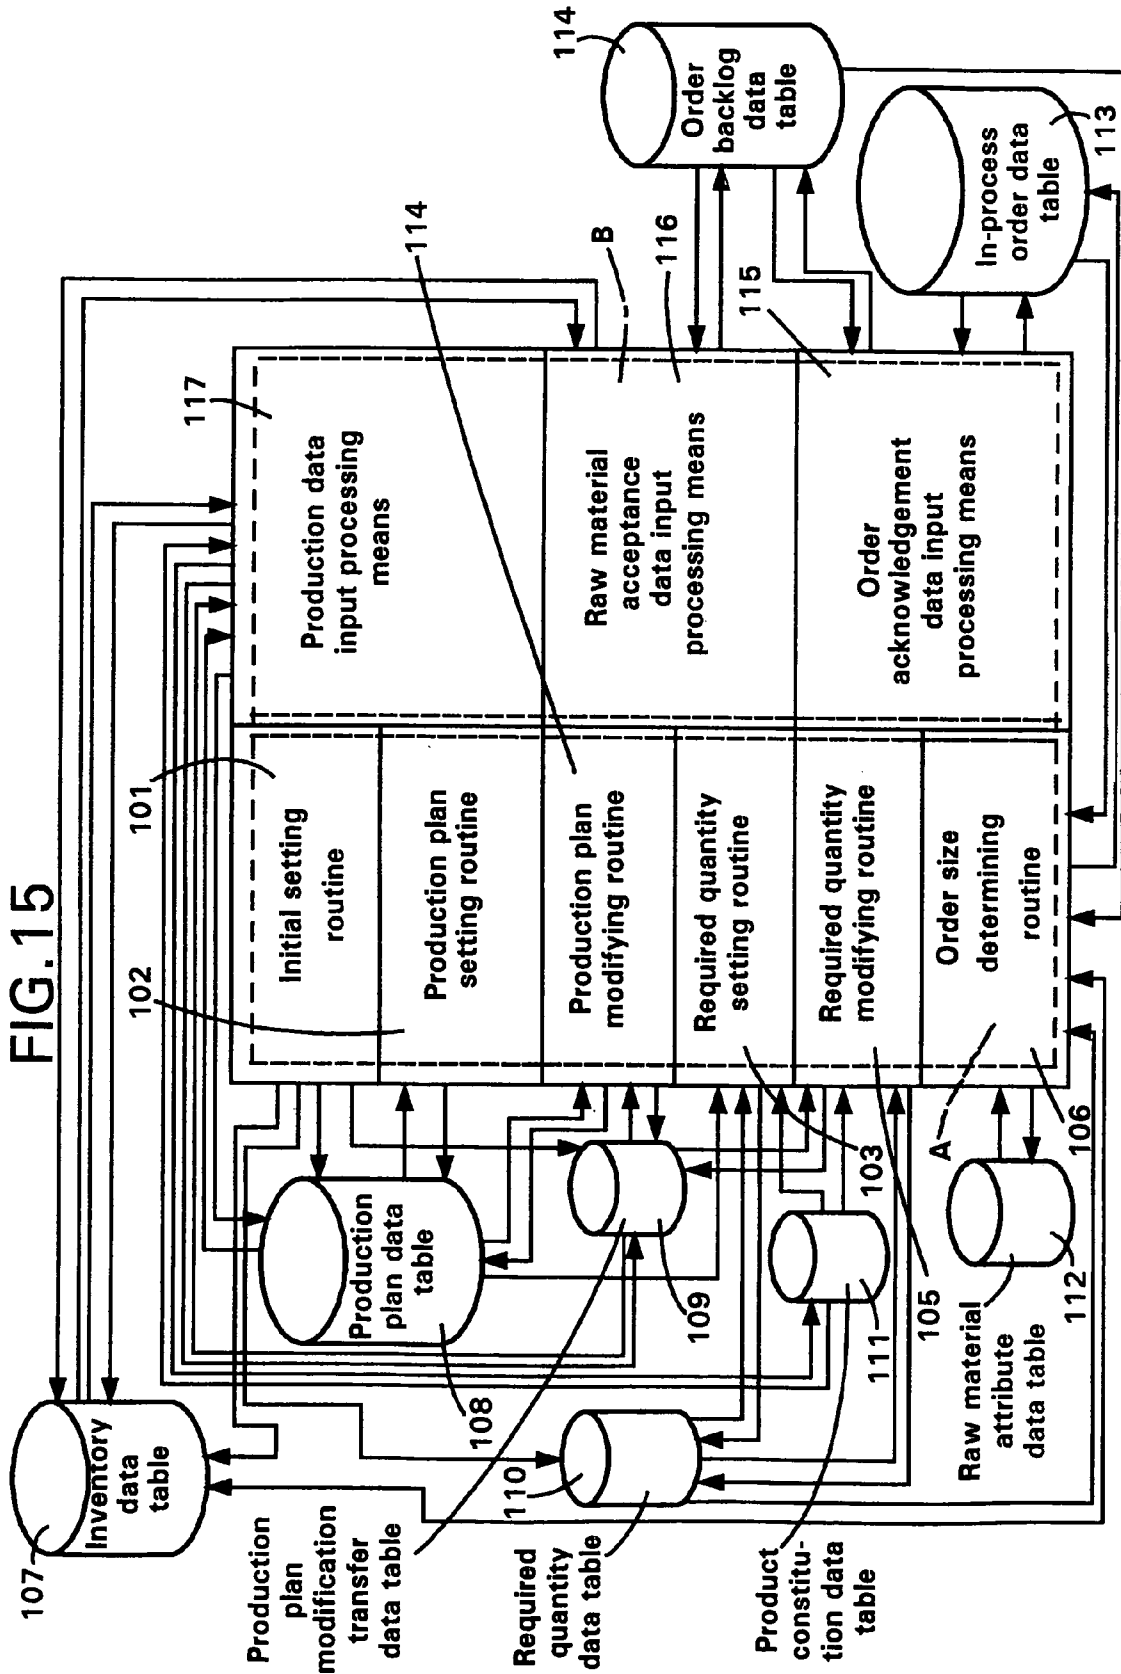 FIG.15
107
Inventory
data
table
101
Initial setting
routine
117
Production data
input processing
means
102
Production plan
setting routine
114
Production plan
modifying routine
B
116
Raw material
acceptance
data input
processing means
114
Order
backlog
data
table
Required quantity
setting routine
115
Order
acknowledgement
data input
processing means
Required quantity
modifying routine
In-process
order data
table
113
Order size
determining
routine
Production
plan data
table
108
109
103
A
106
110
111
105
112
Production
plan
modification
transfer
data table
Required
quantity
data table
Product
constitu-
tion data
table
Raw material
attribute
data table